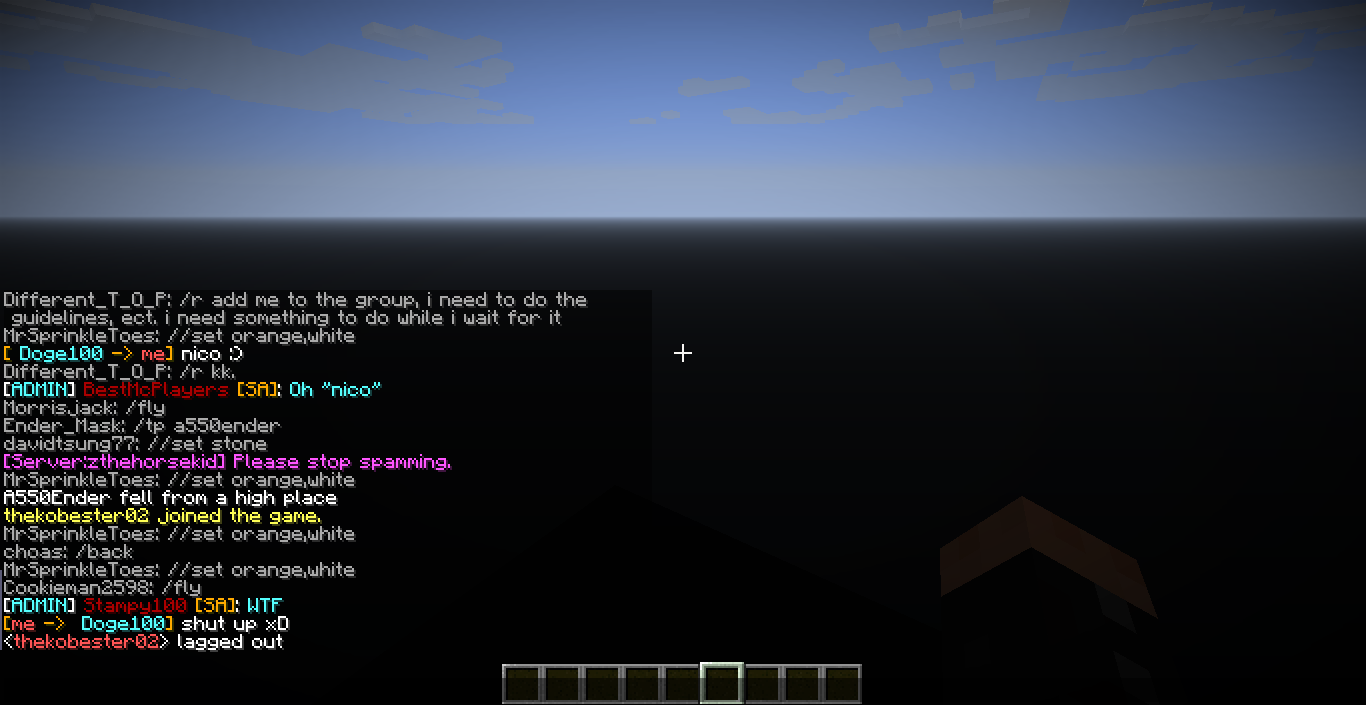 Different_T_O_P: /r add me to the group, i need to do the
guidelines, ect. i need something to do while i wait for it
MrSprinkleToes: //set orange,white
[ Doge100 -> me] nico :)
Different_T_O_P: /r kk.
[ADMIN] BestMcPlayers [SA]: Oh "nico"
Morrisjack: /fly
Ender_Mask: /tp a550ender
davidtsung77: //set stone
[Server:zthehorsekid] Please stop spamming.
MrSprinkleToes: //set orange,white
A550Ender fell from a high place
thekobester02 joined the game.
MrSprinkleToes: //set orange,white
choas: /back
MrSprinkleToes: //set orange,white
Cookieman2598: /fly
[ADMIN] Stampy100 [SA]: WTF
[me -> Doge100] shut up xD
<thekobester02> lagged out